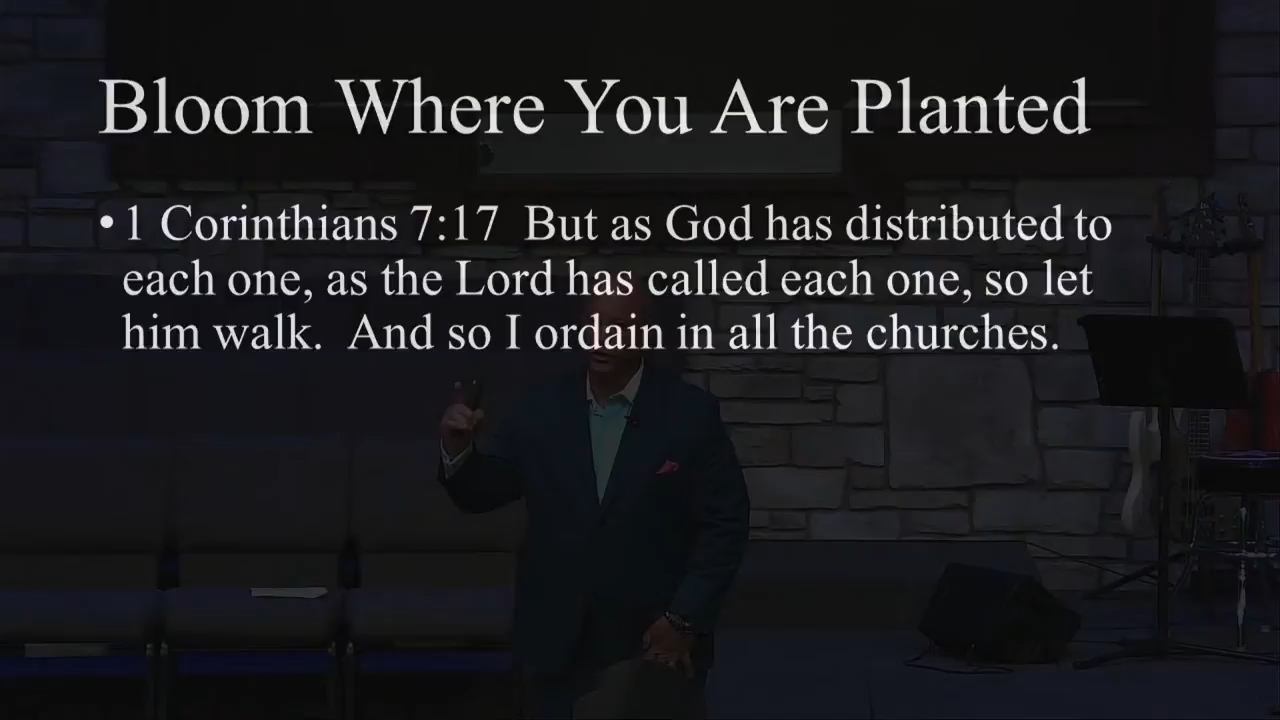 Bloom Where You Are Planted
• 1 Corinthians 7:17  But as God has distributed to
each one, as the Lord has called each one, so let
him walk.  And so I ordain in all the churches.